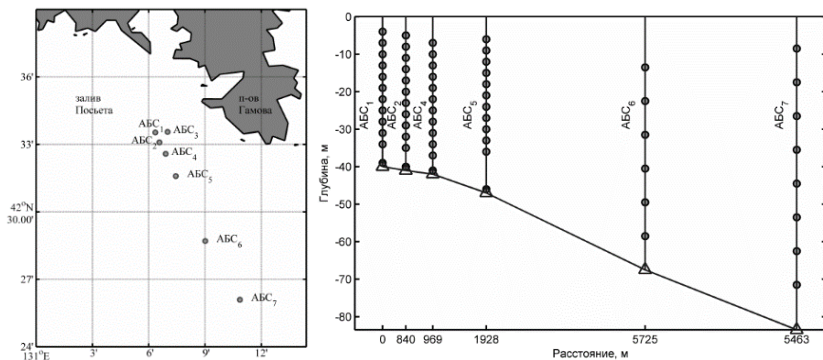 36'
залив
Посьета
п-ов
Гамова
АБС1
АБС3
33'
АБС2
АБС4
АБС5
42°N
30.00'
АБС6
27'
АБС7
24'
131°E
3'
6'
9'
12'
0
-10
-20
-30
-40
-50
-60
-70
-80
Глубина, м
АБС1
АБС2
АБС4
АБС5
АБС6
АБС7
0
840
969
1928
5725
5463
Расстояние, м